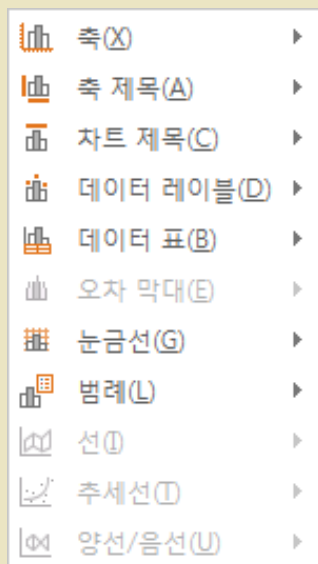 축(X)
축 제목(A)
차트 제목(C)
데이터 레이블(D)
데이터 표(B)
오차 막대(E)
눈금선(G)
범례(L)
선(I)
추세선(T)
양선/음선(U)